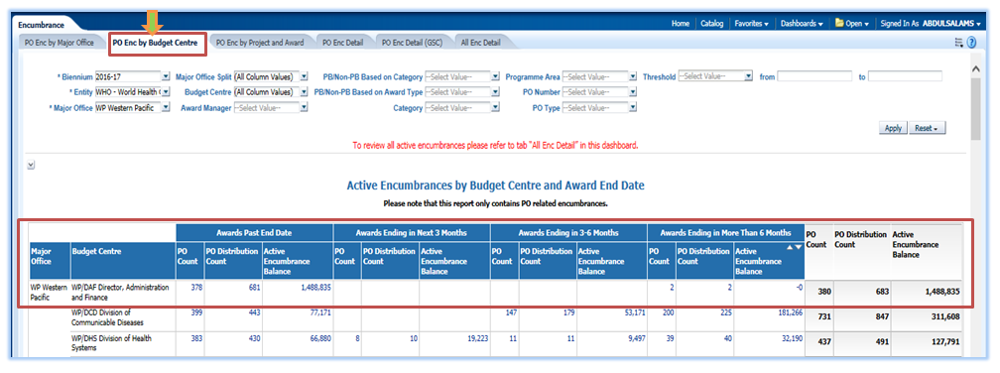 Encumbrance
Home Catalog Favorites Dashboards Open Signed In As ABDULSALAMS
PO Enc by Major Office PO Enc by Budget Centre PO Enc by Project and Award PO Enc Detail PO Enc Detail (GSC) All Enc Detail
* Biennium 2016-17 Major Office Split (All Column Values) PB/Non-PB Based on Category --Select Value-- Programme Area --Select Value-- Threshold --Select Value-- from to
* Entity WHO - World Health Budget Centre (All Column Values) PB/Non-PB Based on Award Type --Select Value-- PO Number --Select Value--
* Major Office WP Western Pacific Award Manager --Select Value-- Category --Select Value-- PO Type --Select Value--
Apply Reset
To review all active encumbrances please refer to tab "All Enc Detail" in this dashboard.
Active Encumbrances by Budget Centre and Award End Date
Please note that this report only contains PO related encumbrances.
Awards Past End Date Awards Ending in Next 3 Months Awards Ending in 3-6 Months Awards Ending in More Than 6 Months PO Count PO Distribution Count Active Encumbrance Balance
Major Office Budget Centre PO Count PO Distribution Count Active Encumbrance Balance PO Count PO Distribution Count Active Encumbrance Balance PO Count PO Distribution Count Active Encumbrance Balance PO Count PO Distribution Count Active Encumbrance Balance
WP Western Pacific WP/DAF Director, Administration and Finance 378 681 1,488,835 2 2 -0 380 683 1,488,835
WP/DCD Division of Communicable Diseases 399 443 77,171 147 179 53,171 200 225 181,266 731 847 311,608
WP/DHS Division of Health Systems 383 430 66,880 8 10 19,223 11 11 9,497 39 40 32,190 437 491 127,791